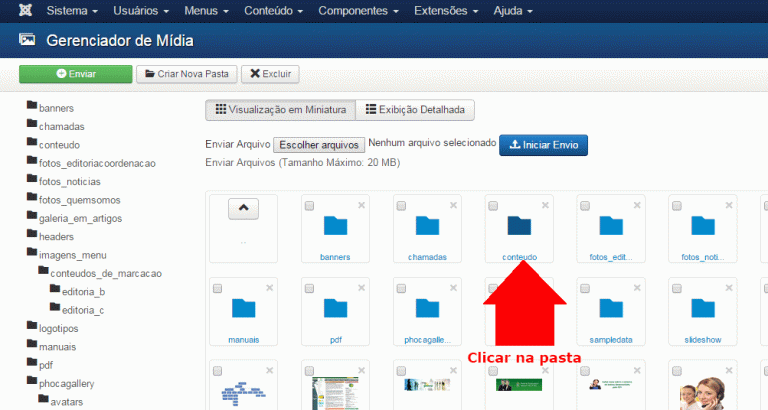 Sistema Usuários Menus Conteúdo Componentes Extensões Ajuda
Gerenciador de Mídia
Enviar Criar Nova Pasta Excluir
banners
chamadas
conteudo
fotos_editoriacoordenacao
fotos_noticias
fotos_quemsomos
galeria_em_artigos
headers
imagens_menu
conteudos_de_marcacao
editoria_b
editoria_c
logotipos
manuais
pdf
phocagallery
avatars
Visualização em Miniatura Exibição Detalhada
Enviar Arquivo Escolher arquivos Nenhum arquivo selecionado Iniciar Envio
Enviar Arquivos (Tamanho Máximo: 20 MB)
.. banners chamadas conteudo fotos_edit... fotos_noti...
manuais pdf phocagalle... sampledata slideshow
Clicar na pasta